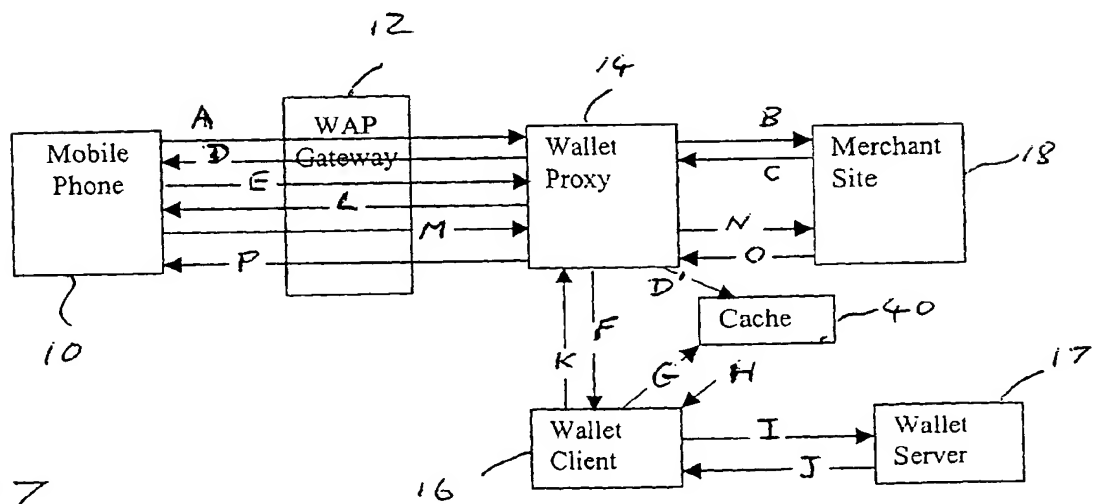 12
14
A
WAP
Gateway
B
Mobile
Phone
D
Wallet
Proxy
Merchant
Site
18
E
C
L
M
N
P
O
D'
10
F
Cache
40
K
G
H
17
Wallet
Client
I
Wallet
Server
J
16
7